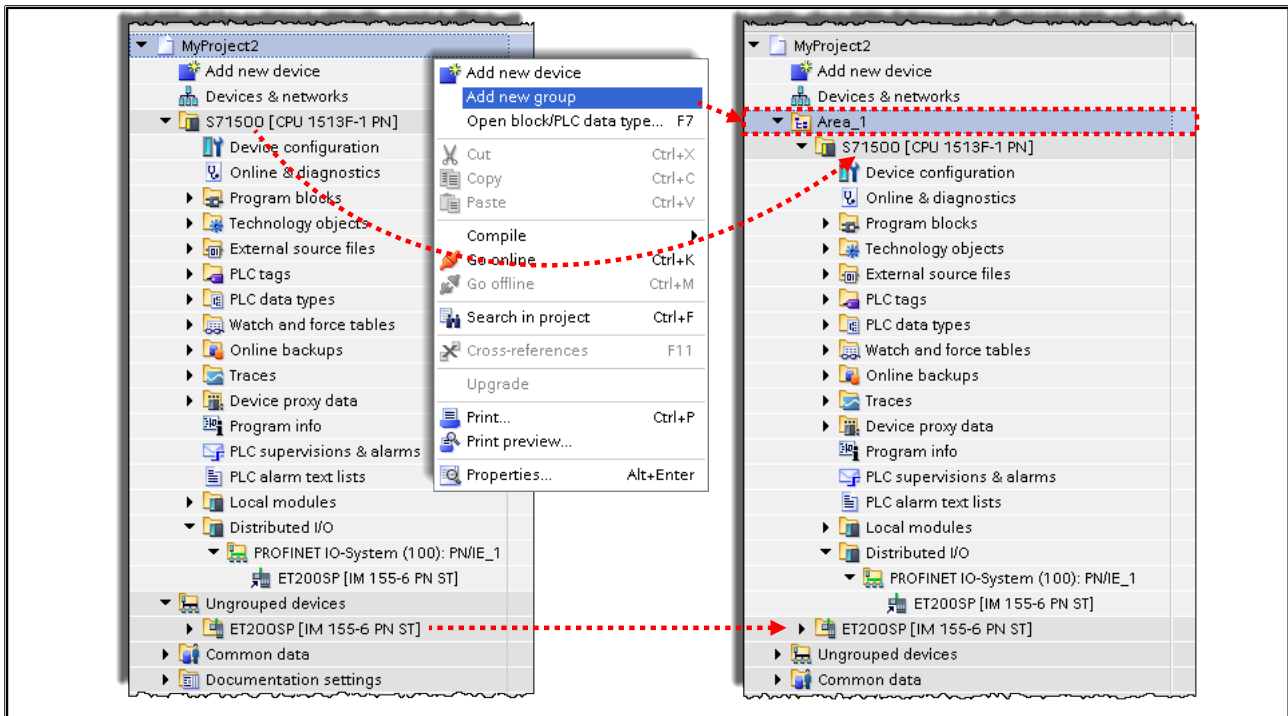 MyProject2
Add new device
Devices & networks
S71500 [CPU 1513F-1 PN]
Device configuration
Online & diagnostics
Program blocks
Technology objects
External source files
PLC tags
PLC data types
Watch and force tables
Online backups
Traces
Device proxy data
Program info
PLC supervisions & alarms
PLC alarm text lists
Local modules
Distributed I/O
PROFINET IO-System (100): PN/IE_1
ET200SP [IM 155-6 PN ST]
Ungrouped devices
ET200SP [IM 155-6 PN ST]
Common data
Documentation settings
Add new device
Add new group
Open block/PLC data type... F7
Cut Ctrl+X
Copy Ctrl+C
Paste Ctrl+V
Compile
Go online Ctrl+K
Go offline Ctrl+M
Search in project Ctrl+F
Cross-references F11
Upgrade
Print... Ctrl+P
Print preview...
Properties... Alt+Enter
MyProject2
Add new device
Devices & networks
Area_1
S71500 [CPU 1513F-1 PN]
Device configuration
Online & diagnostics
Program blocks
Technology objects
External source files
PLC tags
PLC data types
Watch and force tables
Online backups
Traces
Device proxy data
Program info
PLC supervisions & alarms
PLC alarm text lists
Local modules
Distributed I/O
PROFINET IO-System (100): PN/IE_1
ET200SP [IM 155-6 PN ST]
ET200SP [IM 155-6 PN ST]
Ungrouped devices
Common data